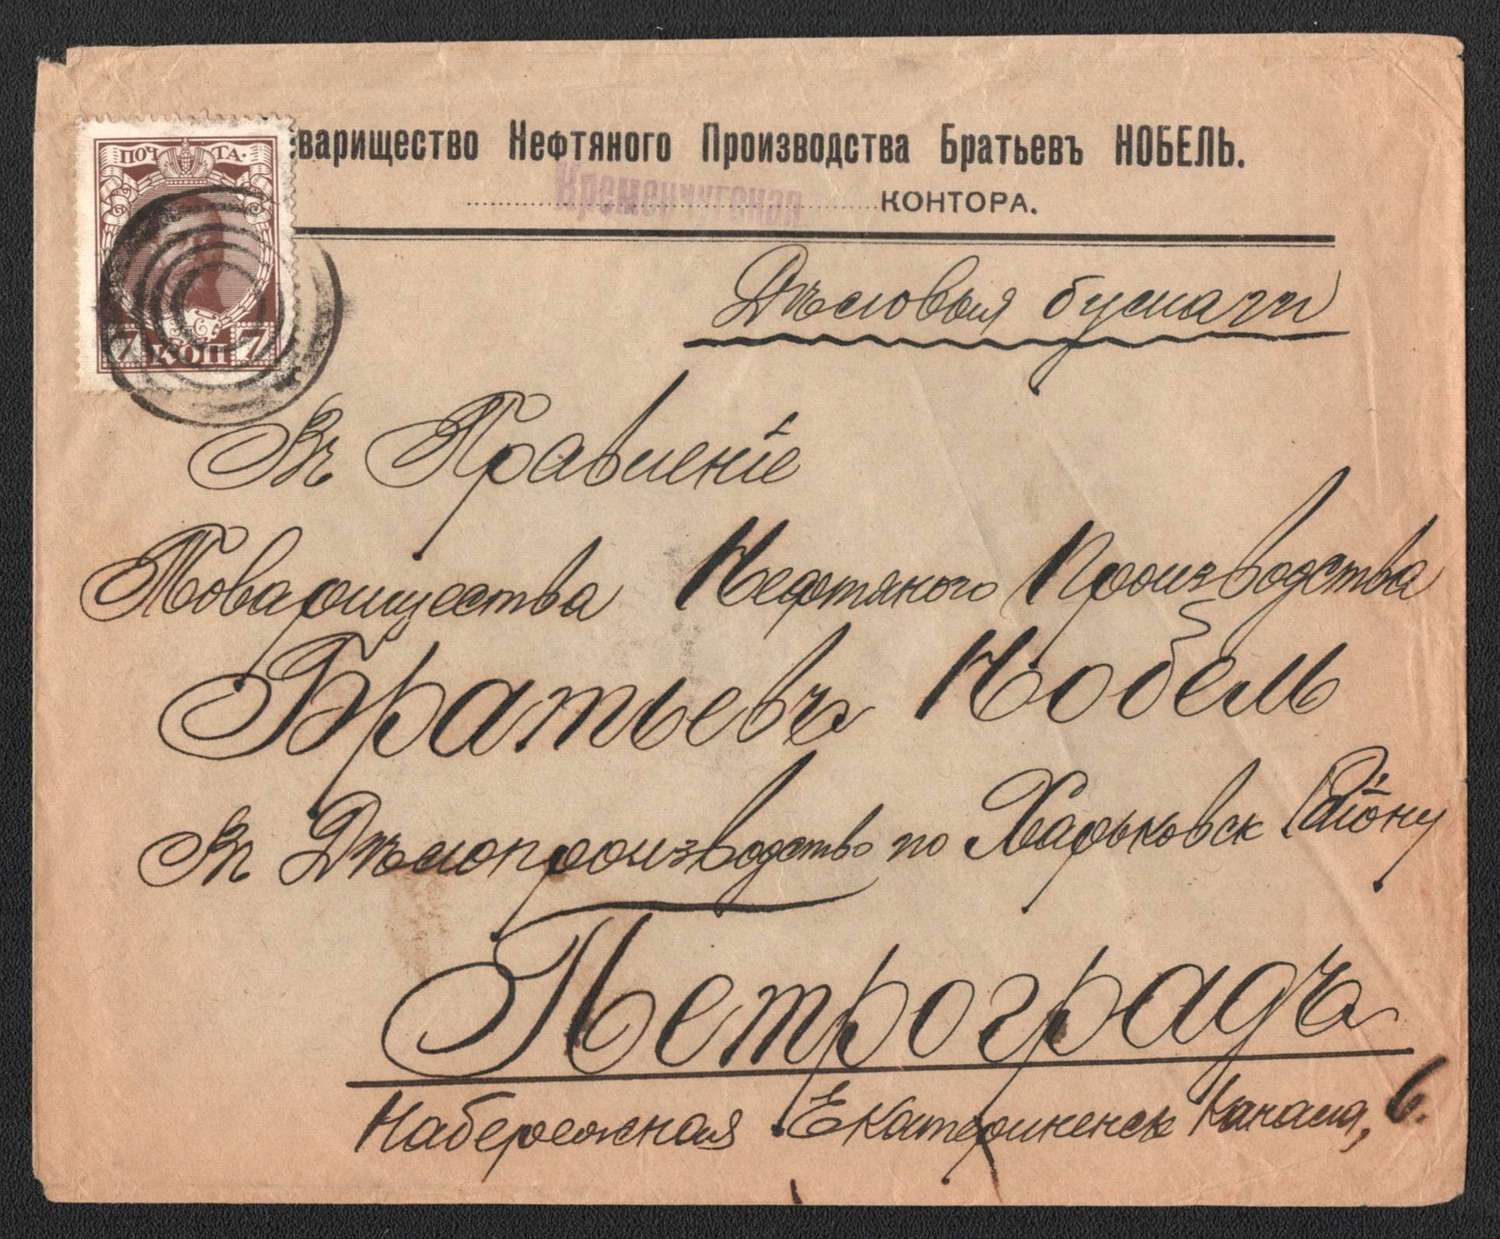 ПОЧТА.
варищество Нефтяного Производства Братьевъ НОБЕЛЬ.
Кременчугская КОНТОРА.
Дѣловыя бумаги
Въ Правленіе
Товарищества Нефтяного Производства
Братьевъ Нобель
Въ Дѣлопроизводство по Харьковск Району
Петроградъ
Набережная Екатериненск Канала, 6.
7 КОП 7